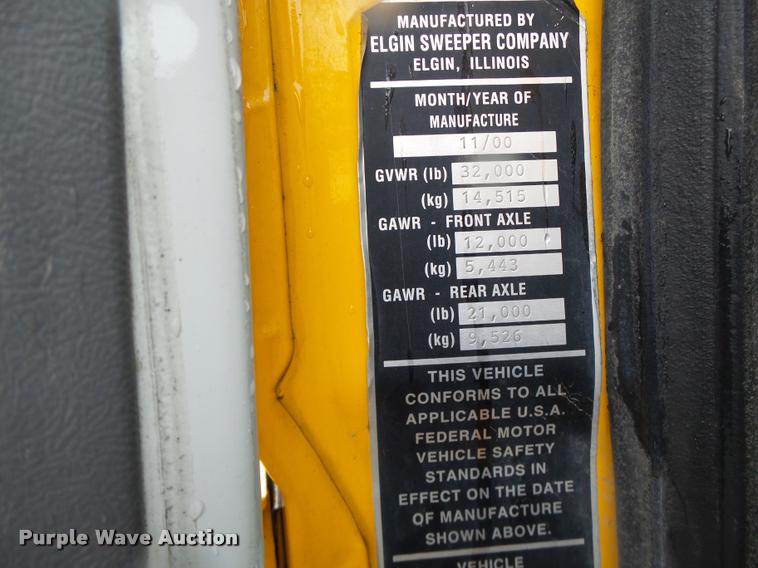 MANUFACTURED BY
ELGIN SWEEPER COMPANY
ELGIN, ILLINOIS
MONTH/YEAR OF
MANUFACTURE
11/00
GVWR (lb) 32,000
(kg) 14,515
GAWR - FRONT AXLE
(lb) 12,000
(kg) 5,443
GAWR - REAR AXLE
(lb) 21,000
(kg) 9,526
THIS VEHICLE
CONFORMS TO ALL
APPLICABLE U.S.A.
FEDERAL MOTOR
VEHICLE SAFETY
STANDARDS IN
EFFECT ON THE DATE
OF MANUFACTURE
SHOWN ABOVE.
VEHICLE
Purple Wave Auction